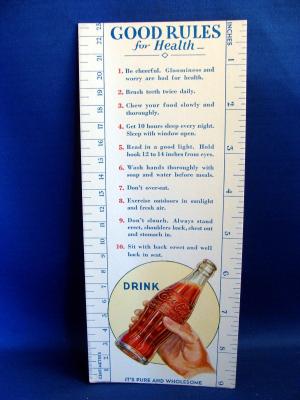 GOOD RULES
for Health
INCHES
1. Be cheerful. Gloominess and
worry are bad for health.
2. Brush teeth twice daily.
3. Chew your food slowly and
thoroughly.
4. Get 10 hours sleep every night.
Sleep with window open.
5. Read in a good light. Hold
book 12 to 14 inches from eyes.
6. Wash hands thoroughly with
soap and water before meals.
7. Don't over-eat.
8. Exercise outdoors in sunlight
and fresh air.
9. Don't slouch. Always stand
erect, shoulders back, chest out
and stomach in.
10. Sit with back erect and well
back in seat.
DRINK
Coca-Cola
IT'S PURE AND WHOLESOME
CENTIMETERS